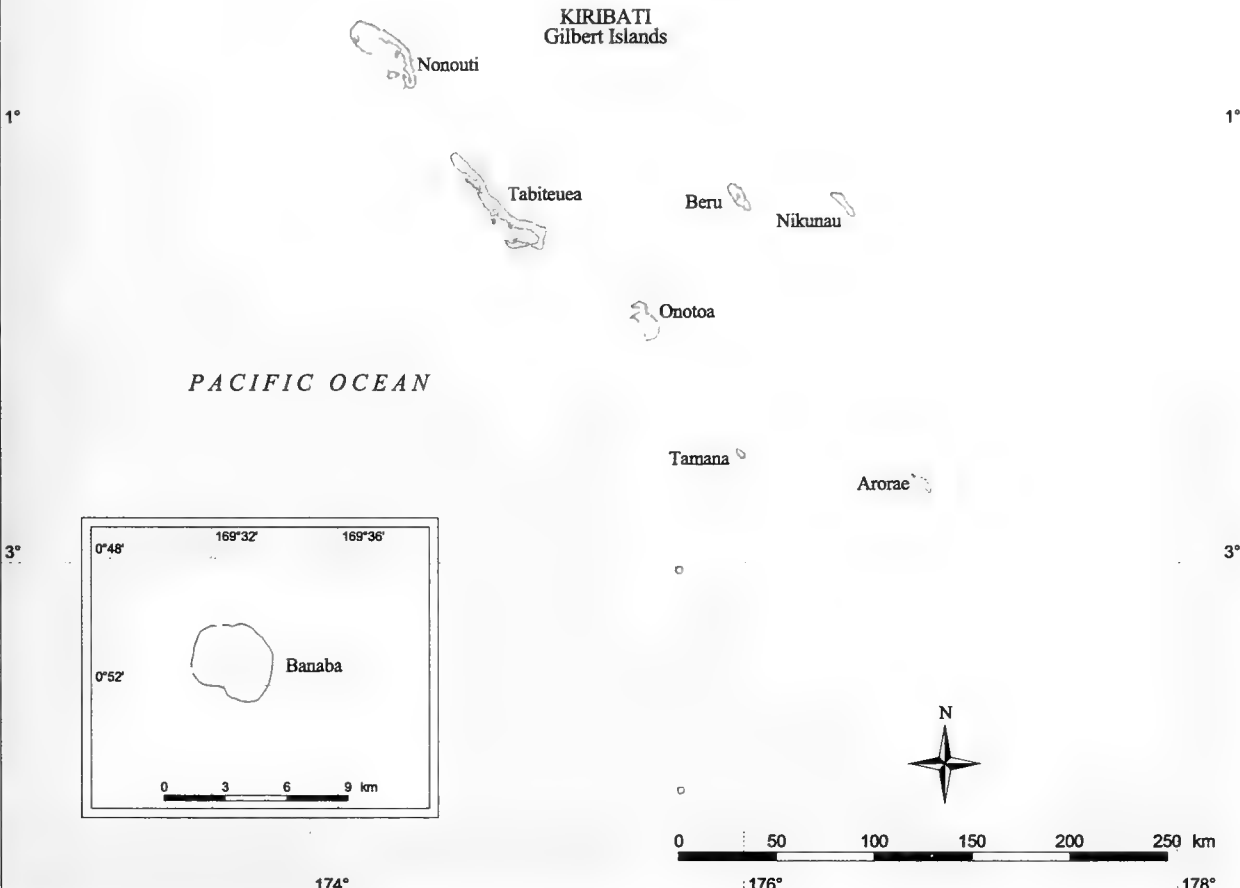 KIRIBATI
Gilbert Islands
Nonouti
1° 1°
Tabiteuea
Beru
Nikunau
Onotoa
PACIFIC OCEAN
Tamana
Arorae
169°32' 169°36'
0°48'
3° 3°
Banaba
0°52'
N
0 3 6 9 km
0 50 100 150 200 250 km
174° 176° 178°